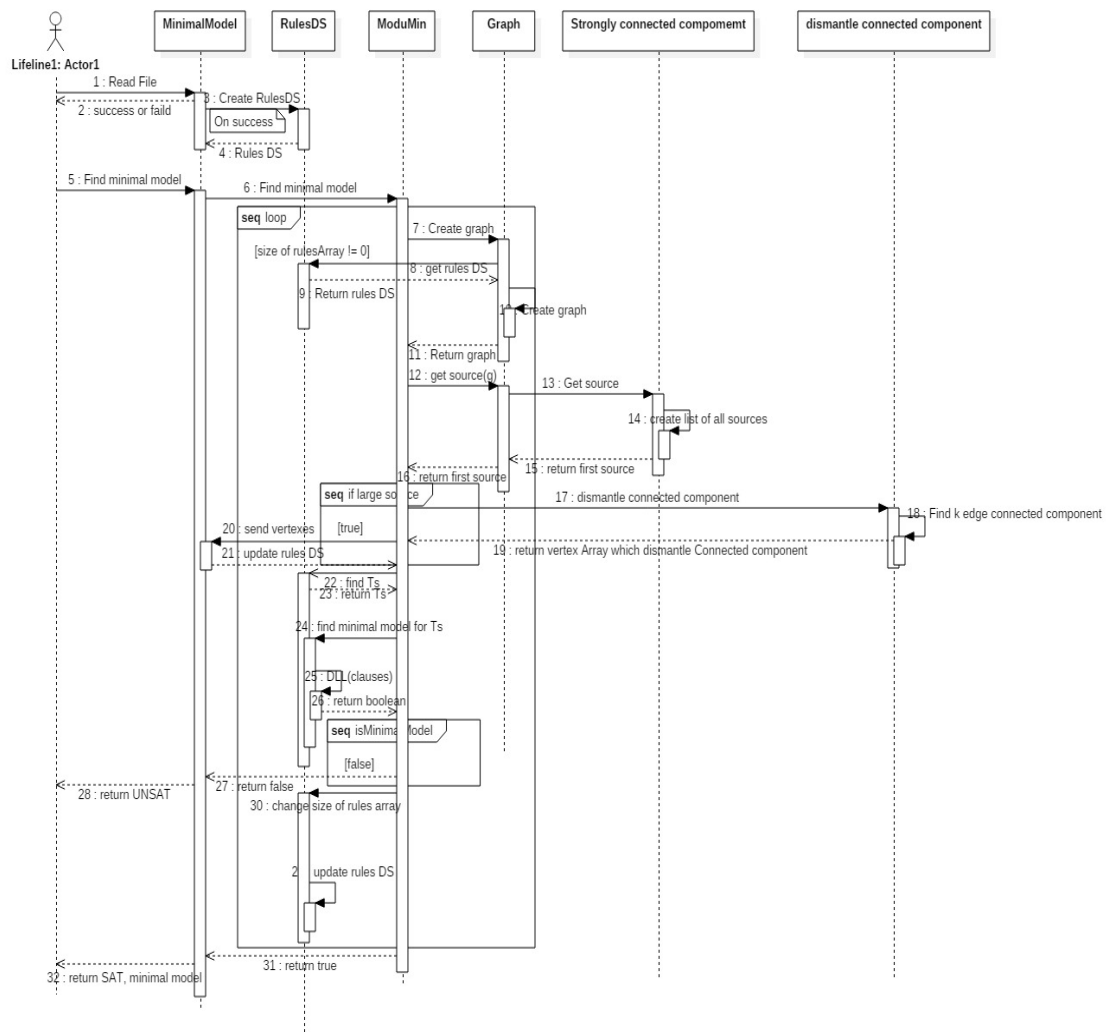 MinimalModel
RulesDS
ModuMin
Graph
Strongly connected compomemt
dismantle connected component
Lifeline1: Actor1
1 : Read File
2 : success or faild
3 : Create RulesDS
On success
4 : Rules DS
5 : Find minimal model
6 : Find minimal model
seq loop
7 : Create graph
[size of rulesArray != 0]
8 : get rules DS
9 : Return rules DS
Create graph
11 : Return graph
12 : get source(g)
13 : Get source
14 : create list of all sources
15 : return first source
16 : return first source
seq if large source
17 : dismantle connected component
18 : Find k edge connected component
20 : send vertexes
[true]
19 : return vertex Array which dismantle Connected component
21 : update rules DS
22 : find Ts
23 : return Ts
24 : find minimal model for Ts
25 : DLL(clauses)
26 : return boolean
seq isMinimalModel
[false]
27 : return false
28 : return UNSAT
30 : change size of rules array
update rules DS
31 : return true
32 : return SAT, minimal model